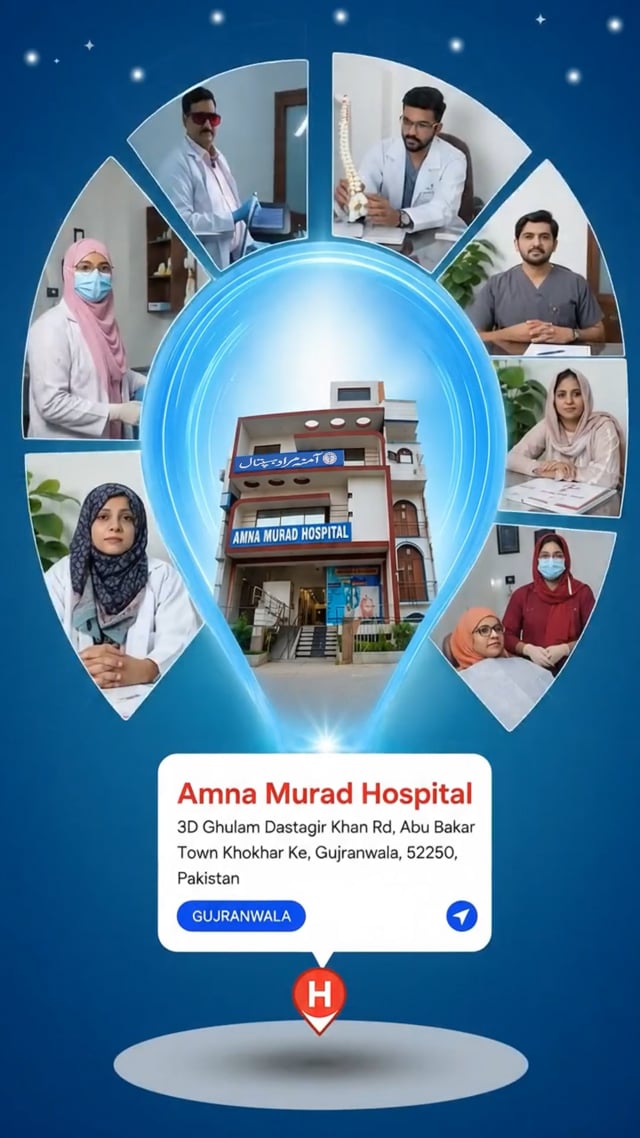 آمنہ مراد ہسپتال
AMNA MURAD HOSPITAL
Amna Murad Hospital
3D Ghulam Dastagir Khan Rd, Abu Bakar
Town Khokhar Ke, Gujranwala, 52250,
Pakistan
GUJRANWALA
H